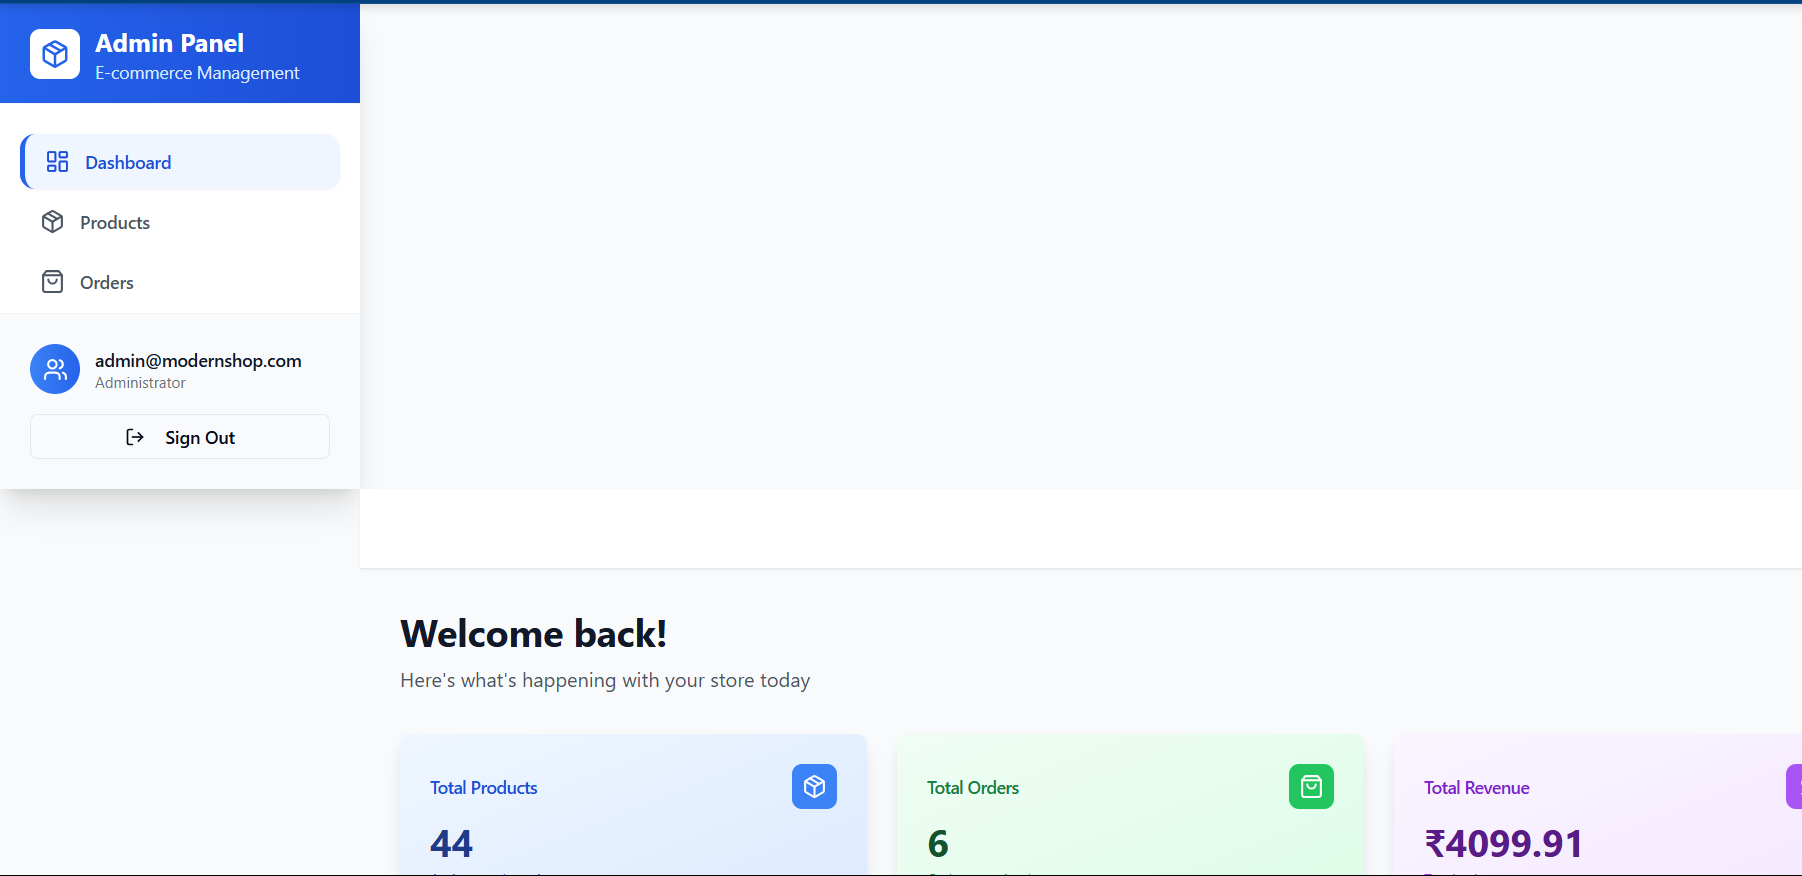 Admin Panel
E-commerce Management
Dashboard
Products
Orders
admin@modernshop.com
Administrator
Sign Out
Welcome back!
Here's what's happening with your store today
Total Products
44
Total Orders
6
Total Revenue
₹4099.91